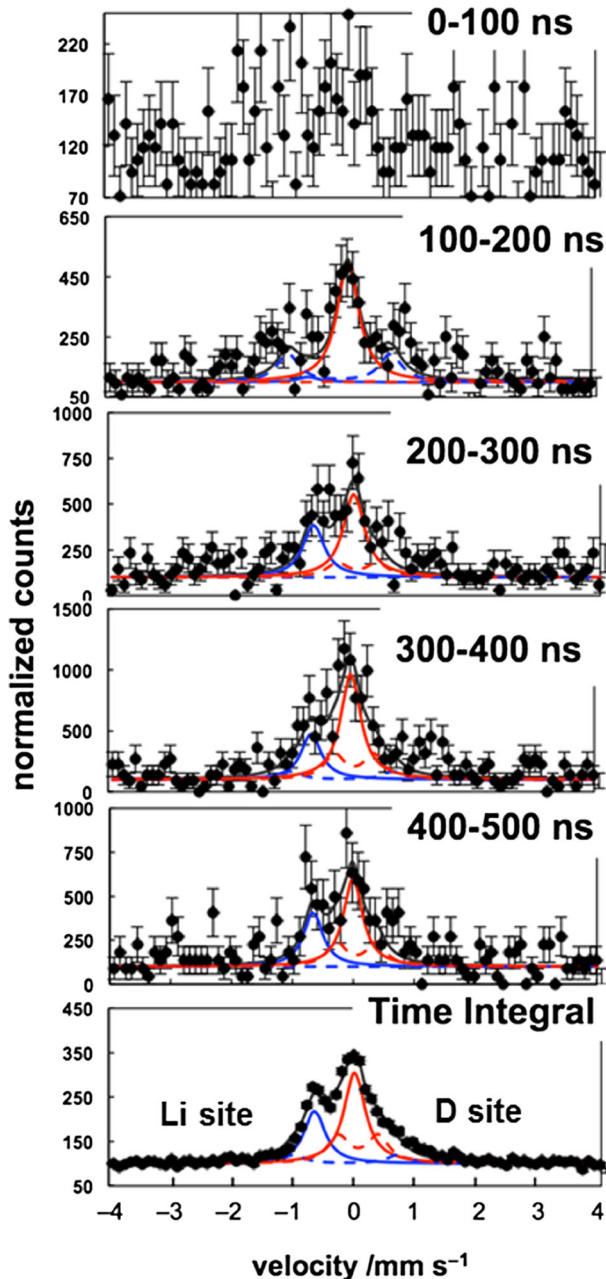 0-100 ns
220
170
120
70
100-200 ns
650
450
250
50
200-300 ns
1000
750
500
250
0
300-400 ns
1500
1000
500
0
400-500 ns
1000
750
500
250
0
Time Integral
450
350
250
150
50
Li site
D site
−4 −3 −2 −1 0 1 2 3 4
velocity /mm s⁻¹
normalized counts